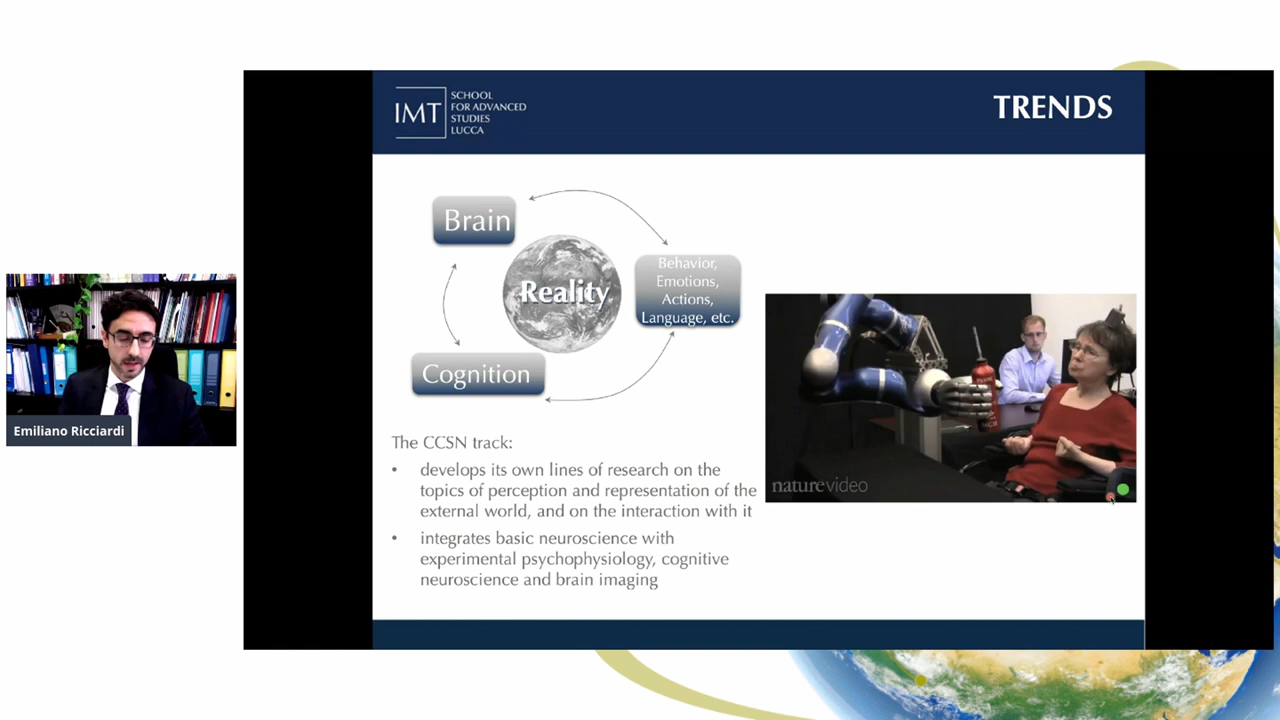 IMT
SCHOOL
FOR ADVANCED
STUDIES
LUCCA
TRENDS
Brain
Reality
Behavior,
Emotions,
Actions,
Language, etc.
Cognition
Emiliano Ricciardi
The CCSN track:
• develops its own lines of research on the
topics of perception and representation of the
external world, and on the interaction with it
• integrates basic neuroscience with
experimental psychophysiology, cognitive
neuroscience and brain imaging
naturevideo